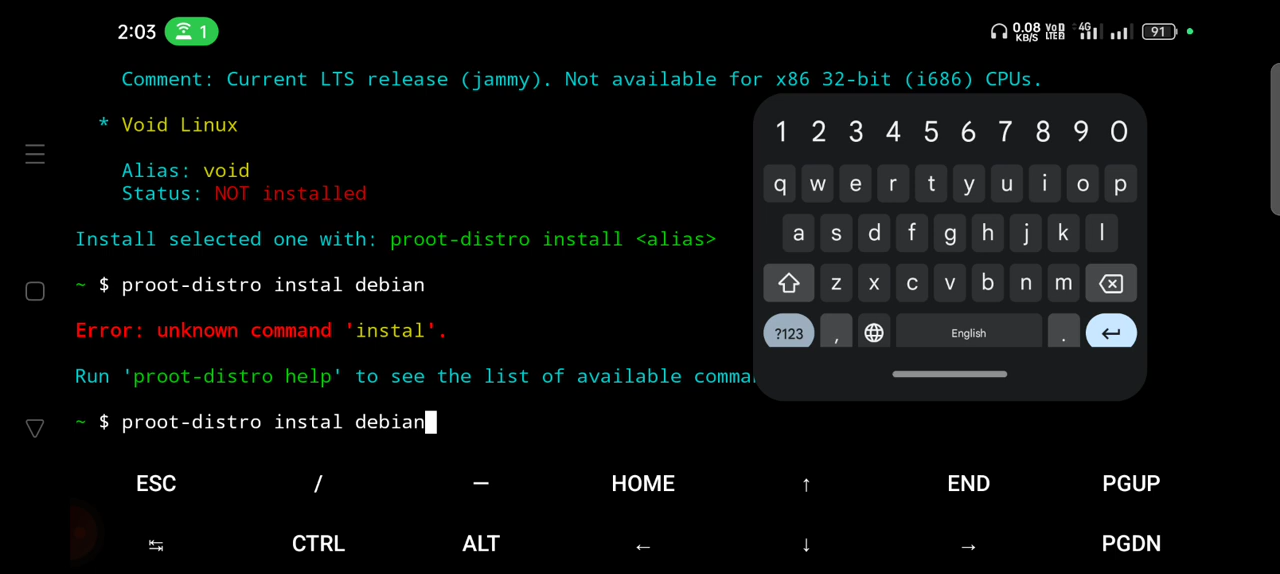 2:03 1 0.08 KB/S VoD LTE2 4G 91
Comment: Current LTS release (jammy). Not available for x86 32-bit (i686) CPUs.
* Void Linux
Alias: void
Status: NOT installed
Install selected one with: proot-distro install <alias>
~ $ proot-distro instal debian
Error: unknown command 'instal'.
Run 'proot-distro help' to see the list of available
~ $ proot-distro instal debian
1 2 3 4 5 6 7 8 9 0
q w e r t y u i o p
a s d f g h j k l
z x c v b n m
?123 , English .
ESC / — HOME ↑ END PGUP
↹ CTRL ALT ← ↓ → PGDN